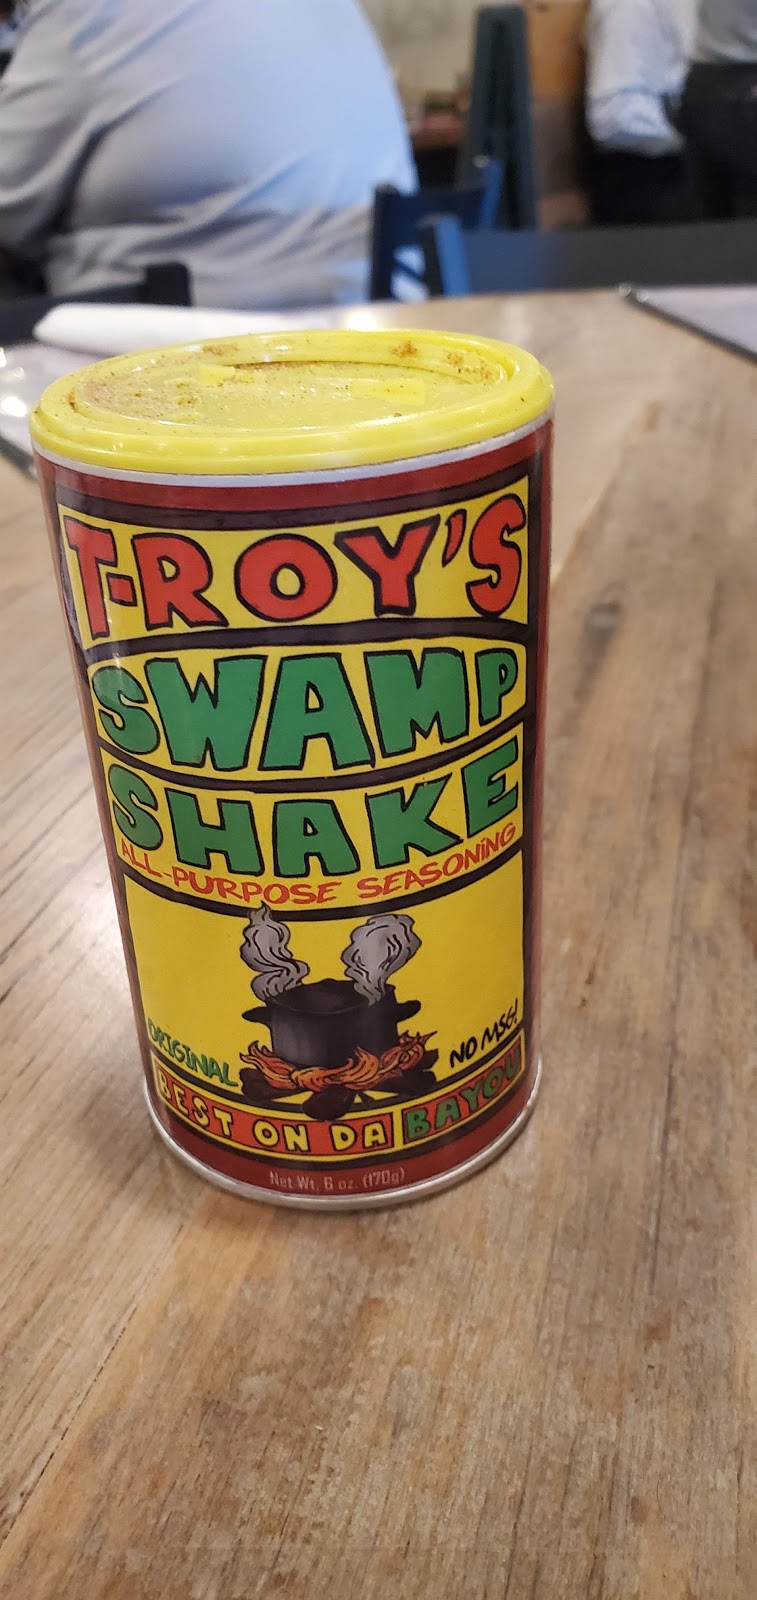 T-ROY'S
SWAMP
SHAKE
ALL-PURPOSE SEASONING
ORIGINAL
NO MSG!
BEST ON DA BAYOU
Net Wt. 6 oz. (170g)